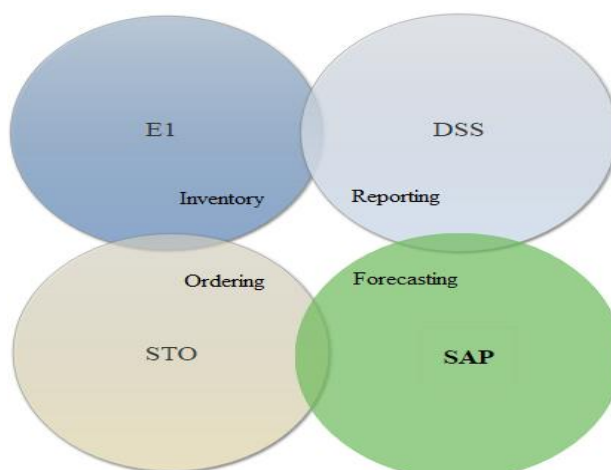 E1
DSS
Inventory
Reporting
Ordering
Forecasting
STO
SAP